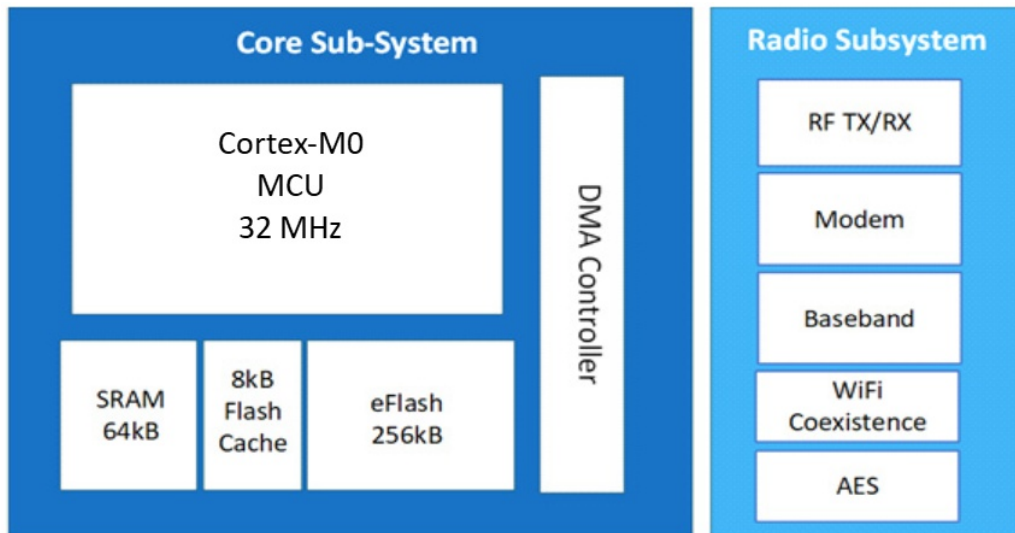 Core Sub-System
Cortex-M0
MCU
32 MHz
DMA Controller
SRAM
64kB
8kB
Flash
Cache
eFlash
256kB
Radio Subsystem
RF TX/RX
Modem
Baseband
WiFi
Coexistence
AES